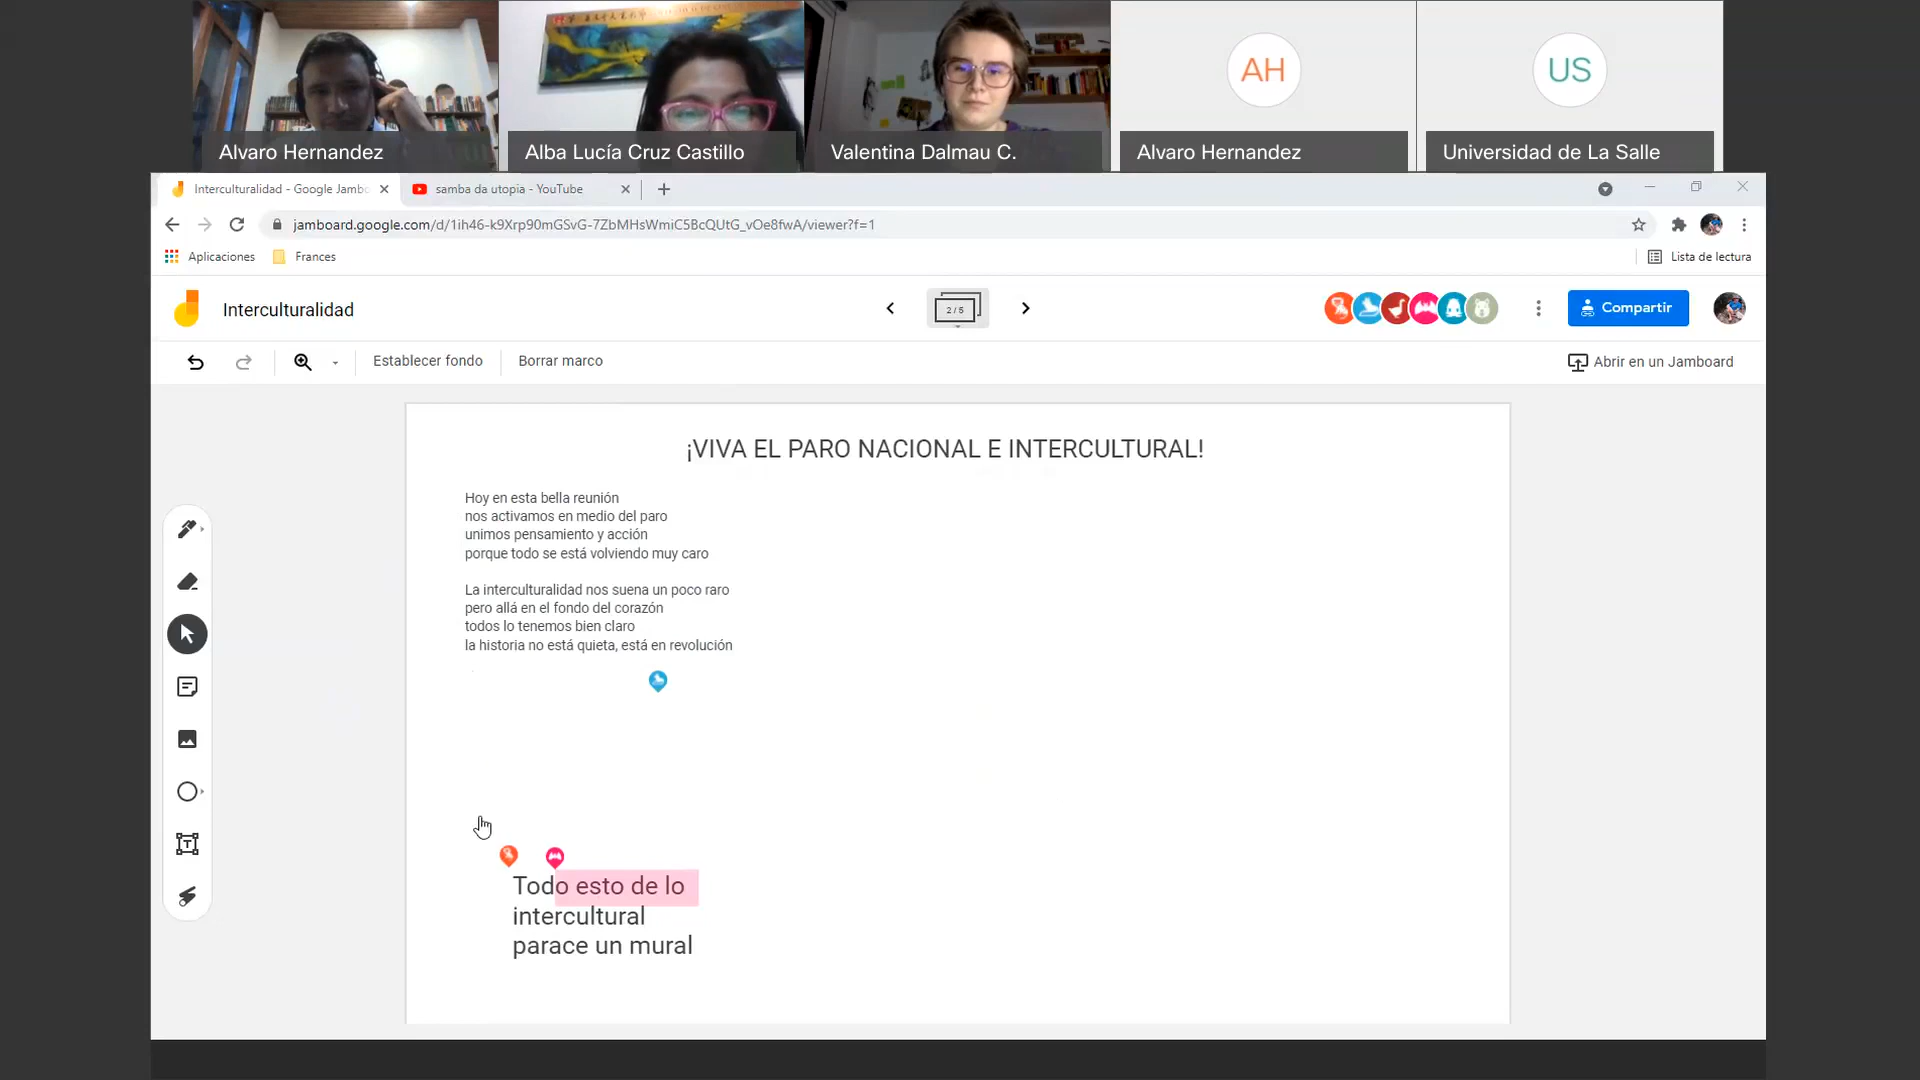 AH
US
Alvaro Hernandez
Alba Lucía Cruz Castillo
Valentina Dalmau C.
Alvaro Hernandez
Universidad de La Salle
Interculturalidad - Google Jambo
samba da utopia - YouTube
jamboard.google.com/d/1ih46-k9Xrp90mGSvG-7ZbMHsWmiC5BcQUtG_vOe8fwA/viewer?f=1
Aplicaciones
Frances
Lista de lectura
Interculturalidad
2 / 5
Compartir
Establecer fondo
Borrar marco
Abrir en un Jamboard
¡VIVA EL PARO NACIONAL E INTERCULTURAL!
Hoy en esta bella reunión
nos activamos en medio del paro
unimos pensamiento y acción
porque todo se está volviendo muy caro
La interculturalidad nos suena un poco raro
pero allá en el fondo del corazón
todos lo tenemos bien claro
la historia no está quieta, está en revolución
Todo esto de lo
intercultural
parace un mural